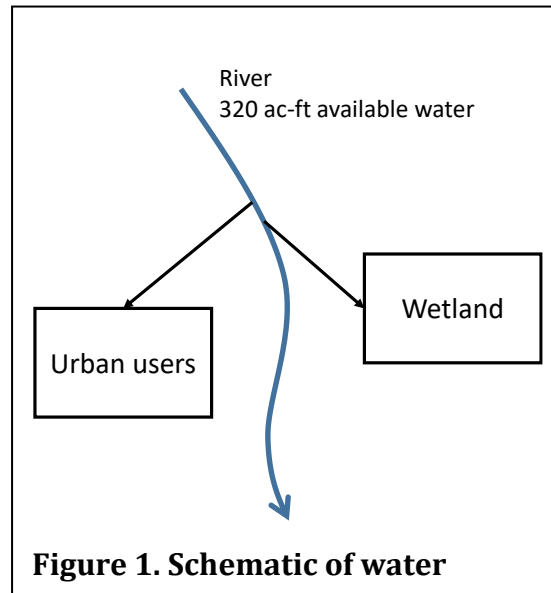 River
320 ac-ft available water
Wetland
Urban users
Figure 1. Schematic of water